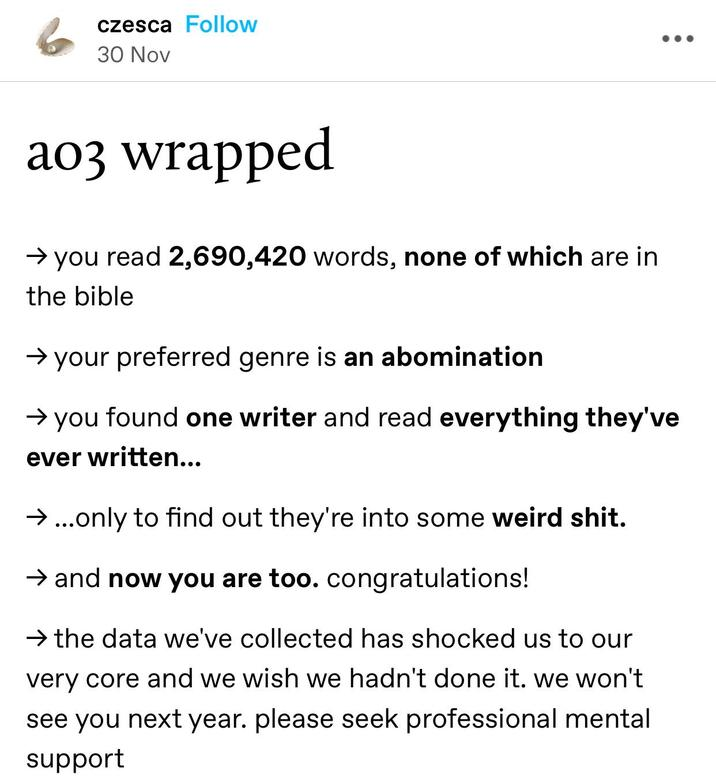 czesca Follow
30 Nov
ao3 wrapped
→ you read 2,690,420 words, none of which are in
the bible
→ your preferred genre is an abomination
→ you found one writer and read everything they've
ever written...
→ ...only to find out they're into some weird shit.
→ and now you are too. congratulations!
→ the data we've collected has shocked us to our
very core and we wish we hadn't done it. we won't
see you next year. please seek professional mental
support